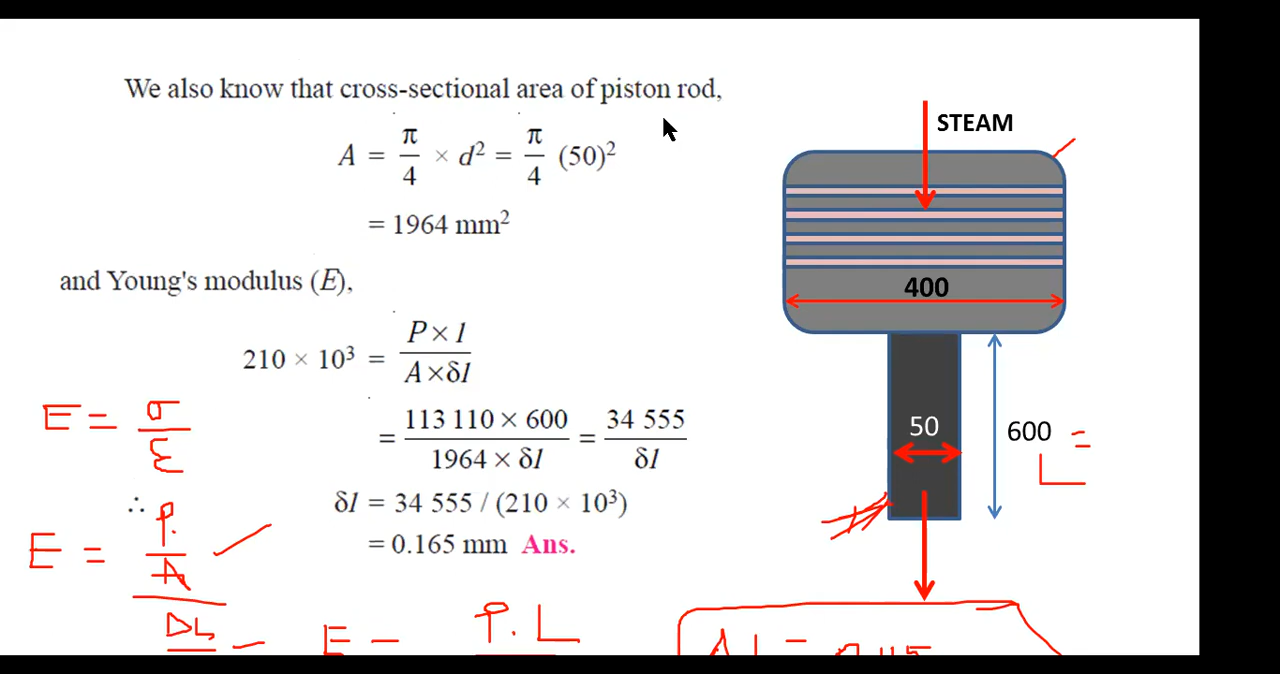 We also know that cross-sectional area of piston rod,
A = π/4 × d² = π/4 (50)²
= 1964 mm²
and Young's modulus (E),
210 × 10³ = P × l / A × δl
= 113 110 × 600 / 1964 × δl = 34 555 / δl
δl = 34 555 / (210 × 10³)
= 0.165 mm Ans.
E = σ / ε
∴
E = P. / A / DL
E = P. L
STEAM
400
50
600 =
L